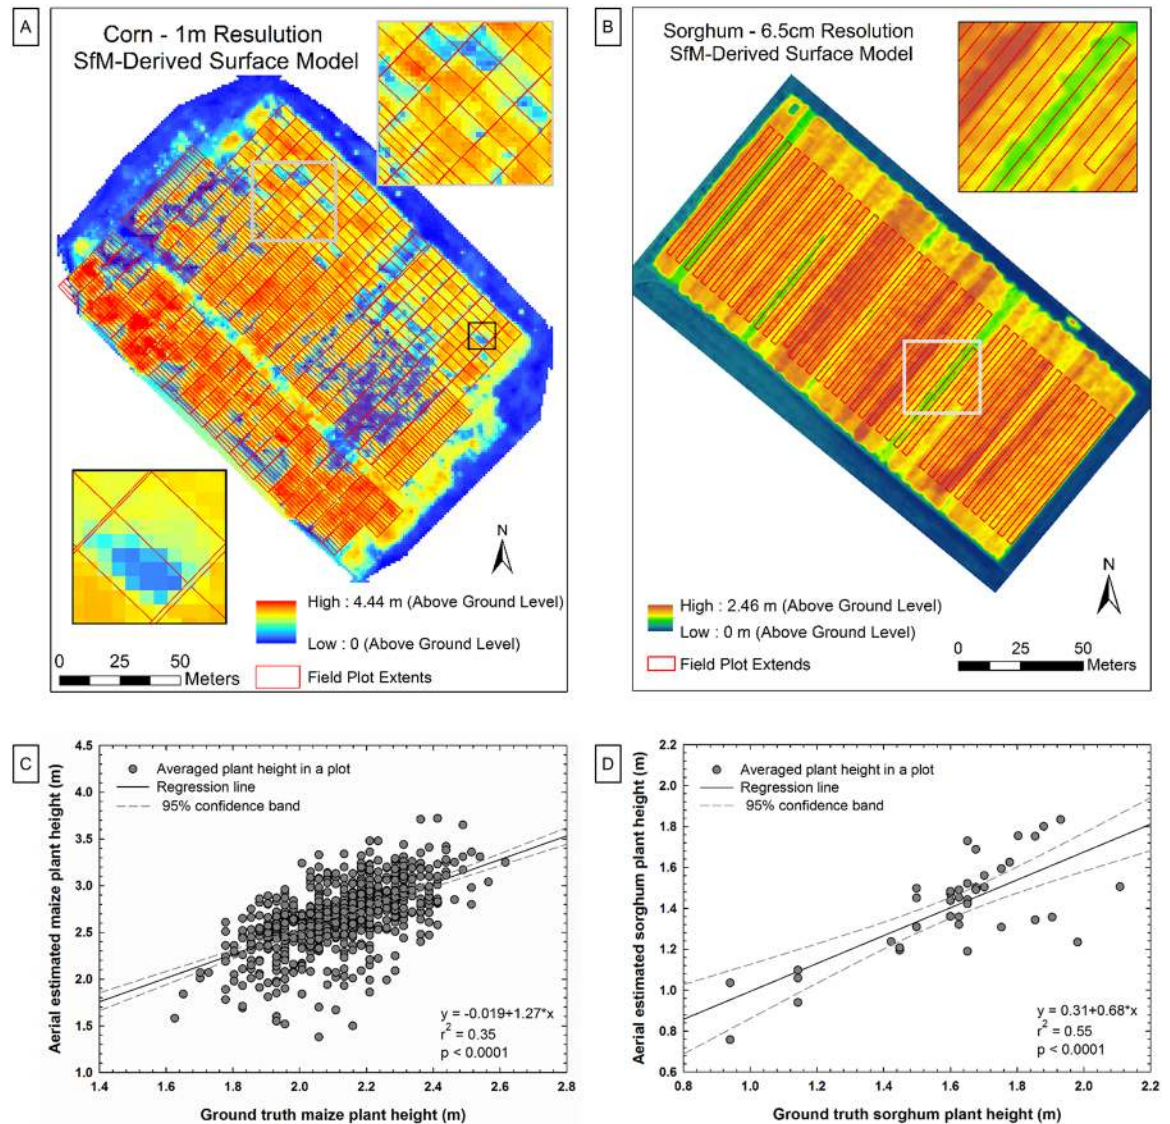 A
Corn - 1m Resulution
SfM-Derived Surface Model
N
High : 4.44 m (Above Ground Level)
Low : 0 (Above Ground Level)
0 25 50
Meters
Field Plot Extents
B
Sorghum - 6.5cm Resolution
SfM-Derived Surface Model
N
High : 2.46 m (Above Ground Level)
Low : 0 m (Above Ground Level)
Field Plot Extends
0 25 50
Meters
C
Aerial estimated maize plant height (m)
4.5
4.0
3.5
3.0
2.5
2.0
1.5
1.0
Averaged plant height in a plot
Regression line
95% confidence band
y = -0.019+1.27*x
r² = 0.35
p < 0.0001
1.4 1.6 1.8 2.0 2.2 2.4 2.6 2.8
Ground truth maize plant height (m)
D
Aerial estimated sorghum plant height (m)
2.2
2.0
1.8
1.6
1.4
1.2
1.0
0.8
0.6
Averaged plant height in a plot
Regression line
95% confidence band
y = 0.31+0.68*x
r² = 0.55
p < 0.0001
0.8 1.0 1.2 1.4 1.6 1.8 2.0 2.2
Ground truth sorghum plant height (m)